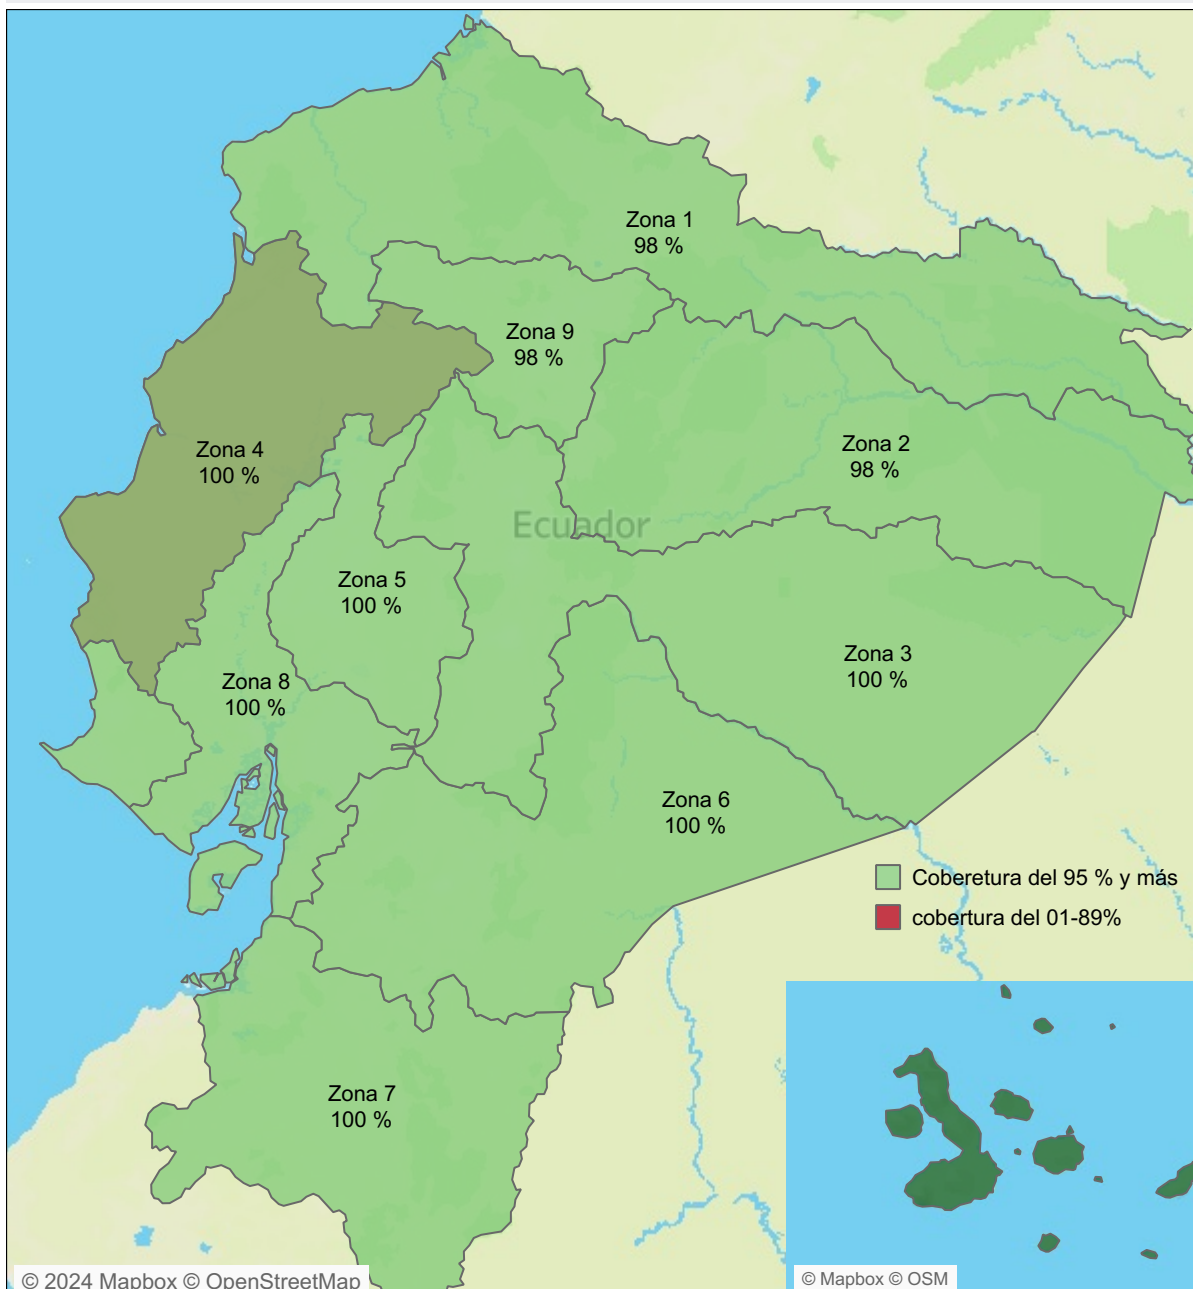 Zona 1
98 %
Zona 9
98 %
Zona 4
100 %
Zona 2
98 %
Ecuador
Zona 5
100 %
Zona 3
100 %
Zona 8
100 %
Zona 6
100 %
Coberetura del 95 % y más
cobertura del 01-89%
Zona 7
100 %
© 2024 Mapbox © OpenStreetMap
© Mapbox © OSM